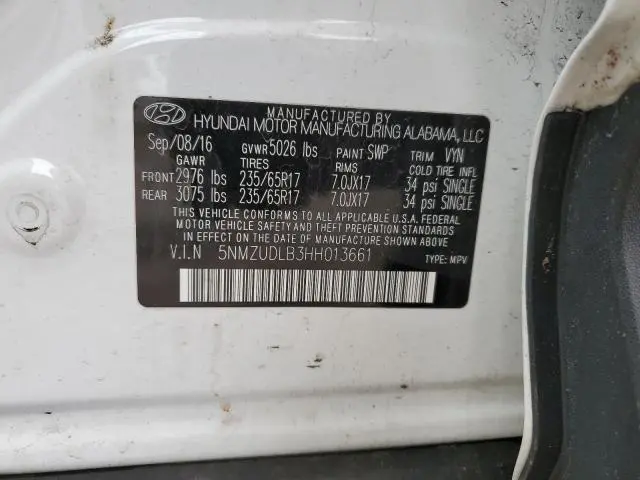 MANUFACTURED BY
HYUNDAI MOTOR MANUFACTURING ALABAMA, LLC
Sep/08/16 GVWR 5026 lbs PAINT SWP TRIM VYN
GAWR TIRES RIMS COLD TIRE INFL
FRONT 2976 lbs 235/65R17 7.0JX17 34 psi SINGLE
REAR 3075 lbs 235/65R17 7.0JX17 34 psi SINGLE
THIS VEHICLE CONFORMS TO ALL APPLICABLE U.S.A. FEDERAL
MOTOR VEHICLE SAFETY AND THEFT PREVENTION STANDARDS
IN EFFECT ON THE DATE OF MANUFACTURE SHOWN ABOVE.
V.I.N 5NMZUDLB3HH013661
TYPE: MPV